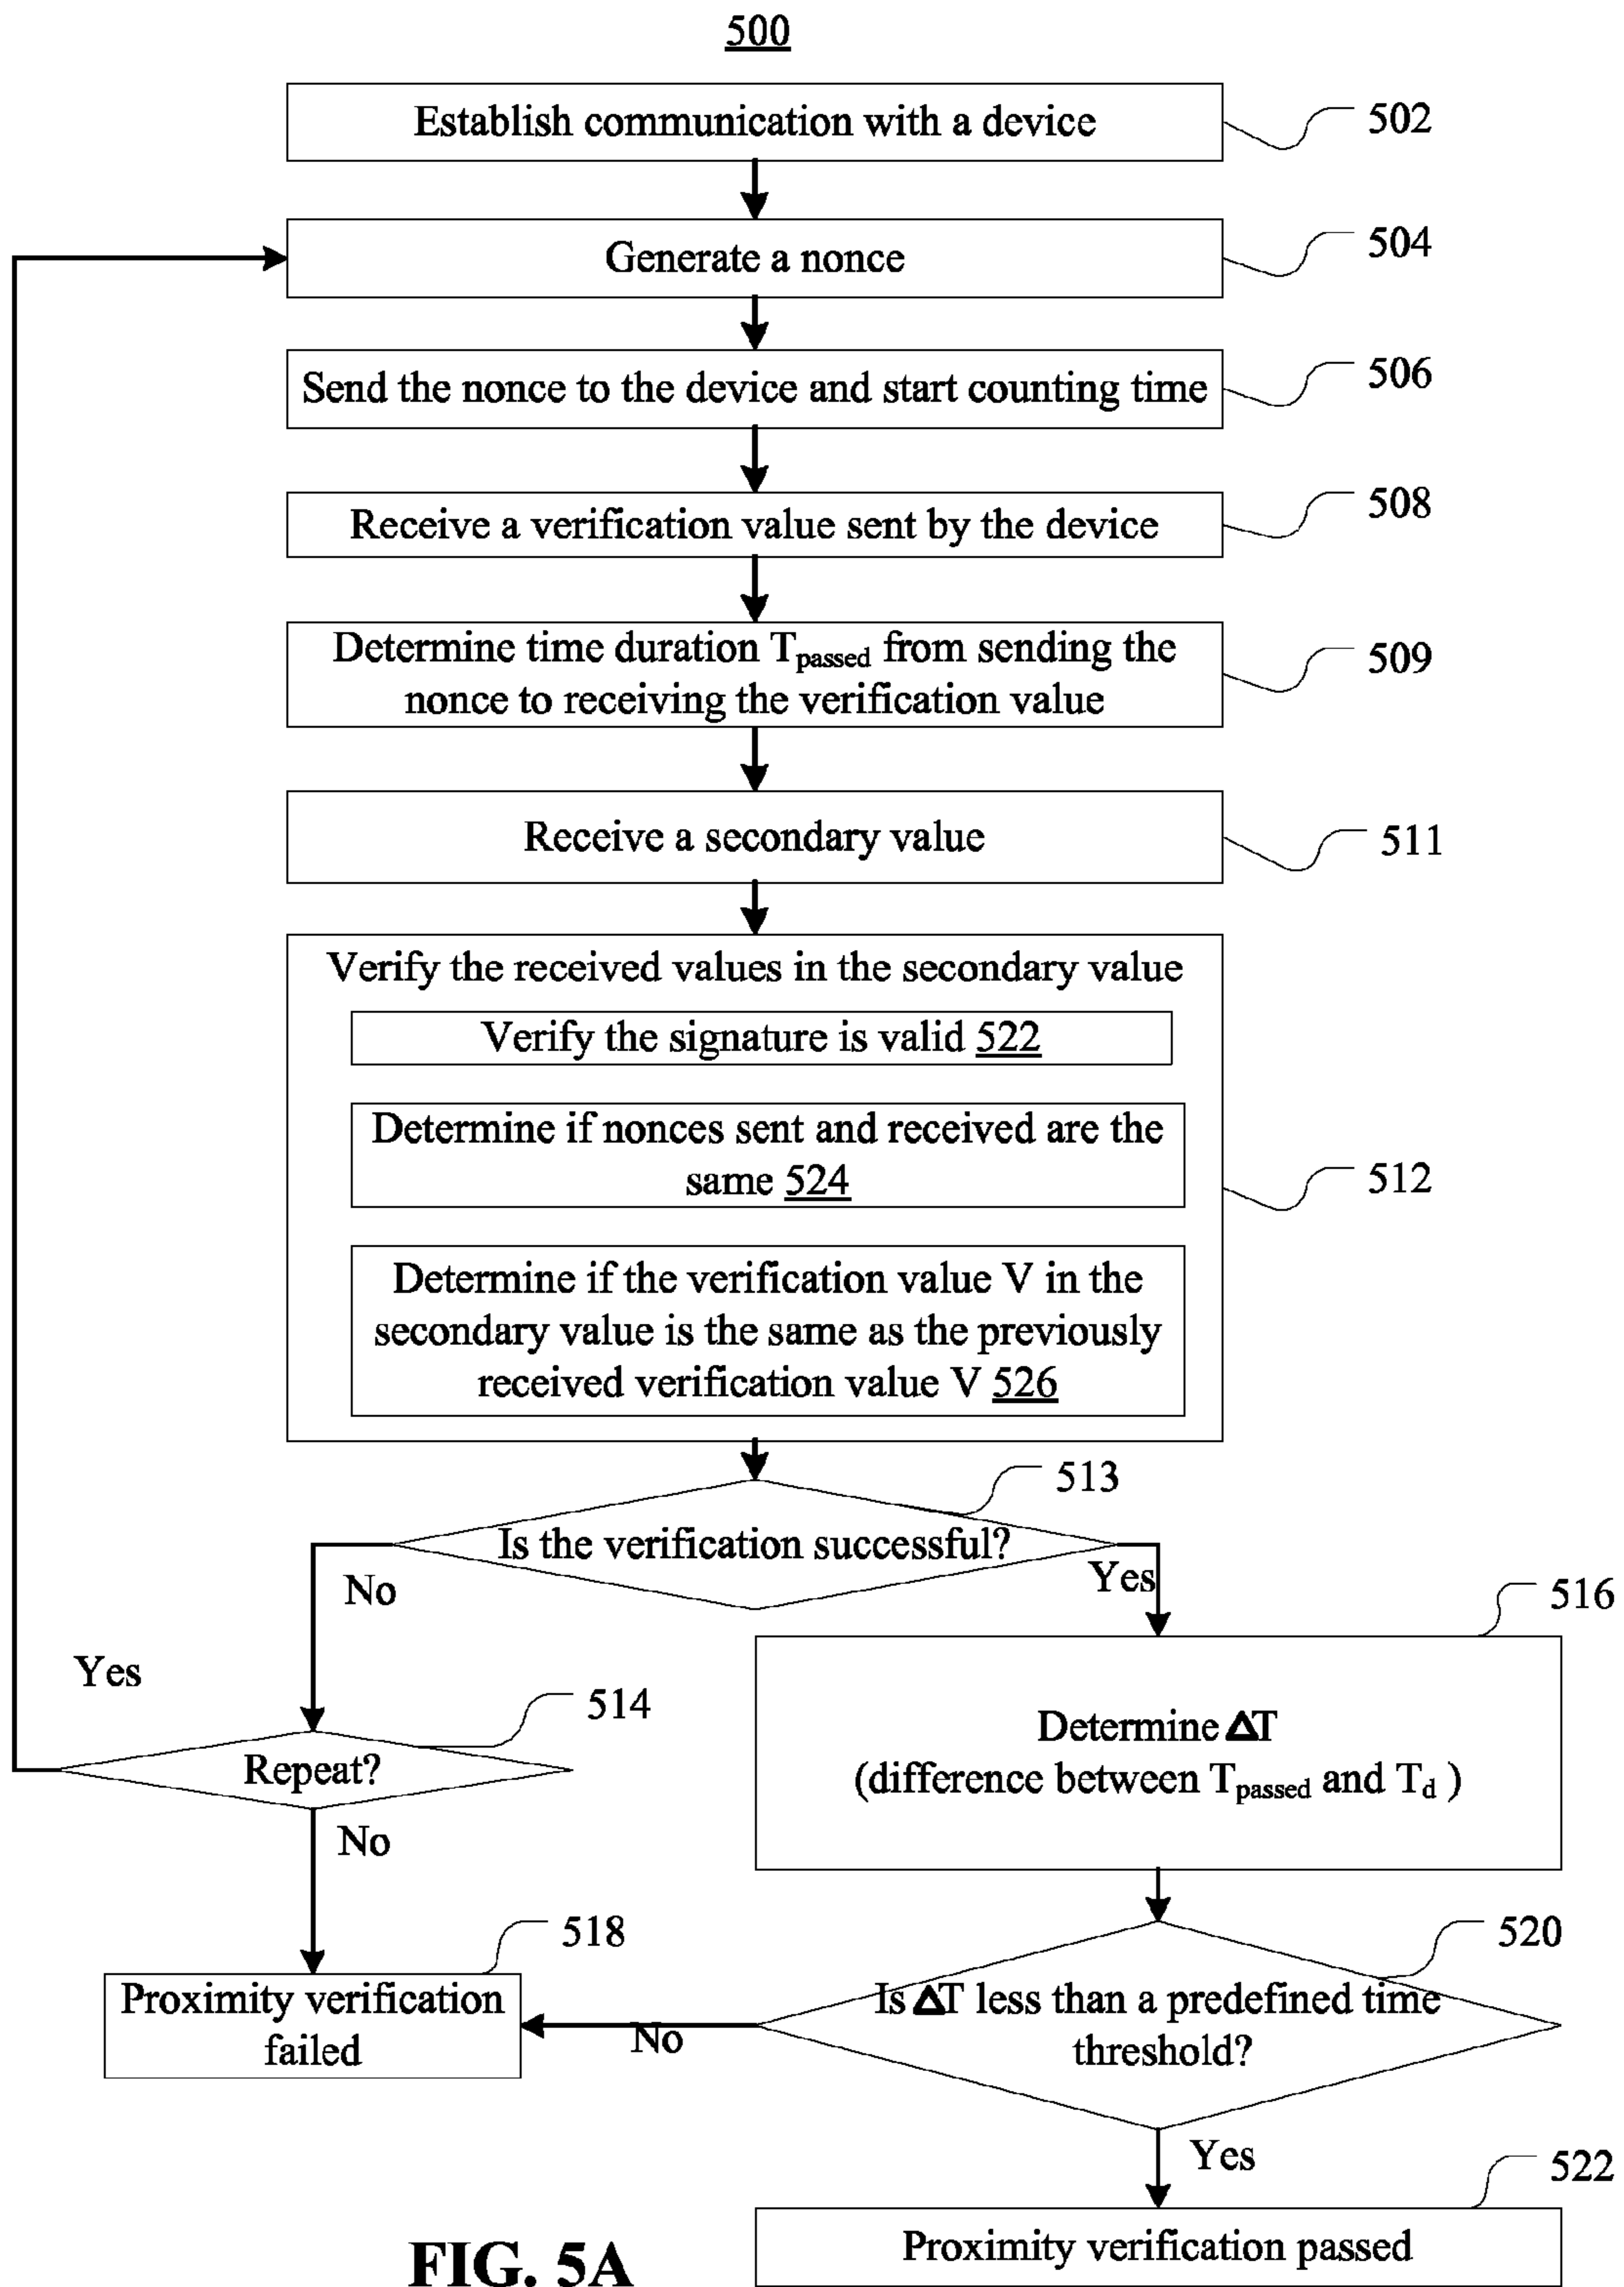 500
Establish communication with a device
502
Generate a nonce
504
Send the nonce to the device and start counting time
506
Receive a verification value sent by the device
508
Determine time duration Tpassed from sending the
nonce to receiving the verification value
509
Receive a secondary value
511
Verify the received values in the secondary value
Verify the signature is valid 522
Determine if nonces sent and received are the
same 524
Determine if the verification value V in the
secondary value is the same as the previously
received verification value V 526
512
513
Is the verification successful?
No
Yes
516
Yes
514
Repeat?
Determine ΔT
(difference between Tpassed and Td )
No
518
Proximity verification
failed
520
Is ΔT less than a predefined time
threshold?
No
Yes
522
Proximity verification passed
FIG. 5A